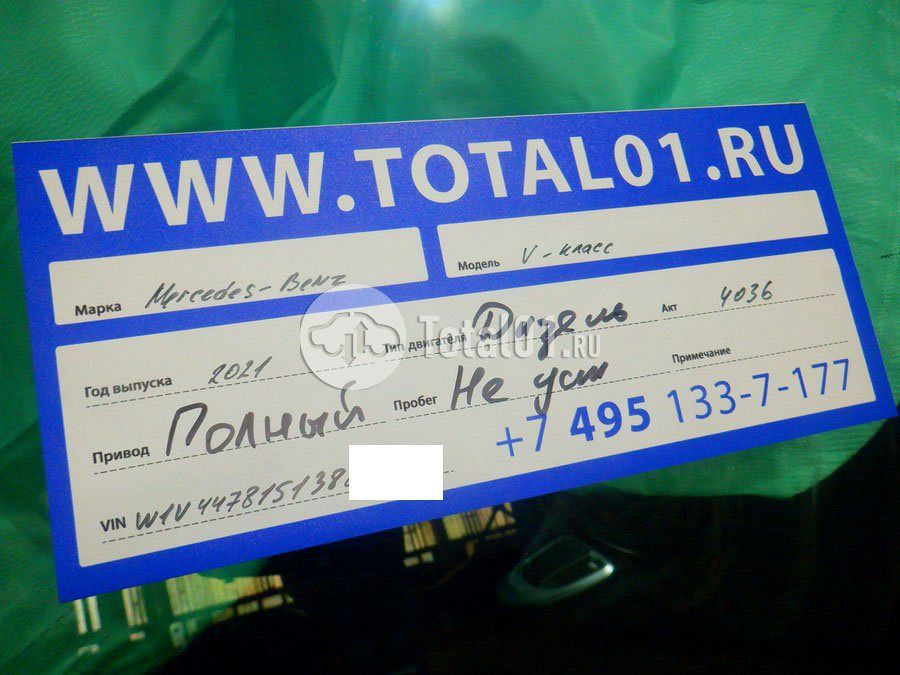 WWW.TOTAL01.RU
Марка Mercedes-Benz Модель V-класс
Год выпуска 2021 Тип двигателя Дизель Акт 4036
Привод Полный Пробег Не уст Примечание
+7 495 133-7-177
VIN W1V447815138
Total01.RU